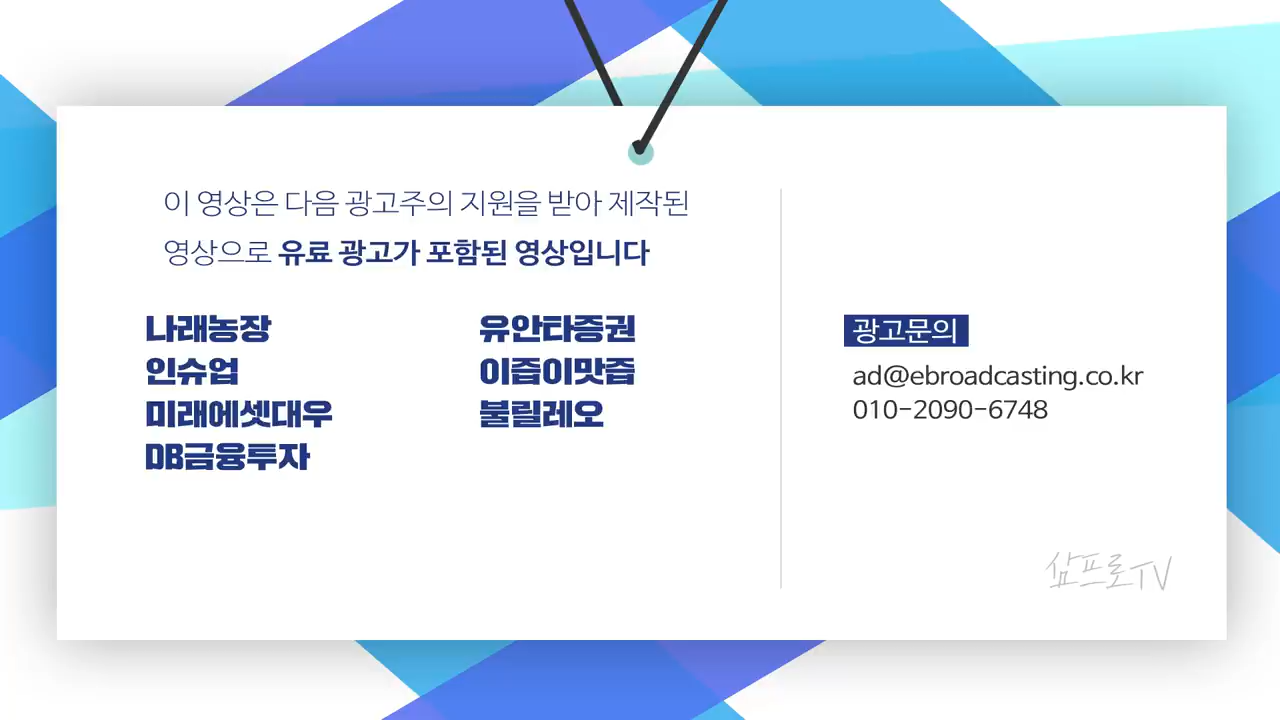 이 영상은 다음 광고주의 지원을 받아 제작된
영상으로 유료 광고가 포함된 영상입니다
나래농장
인슈업
미래에셋대우
DB금융투자
유안타증권
이즙이맛즙
불릴레오
광고문의
ad@ebroadcasting.co.kr
010-2090-6748
삼프로TV